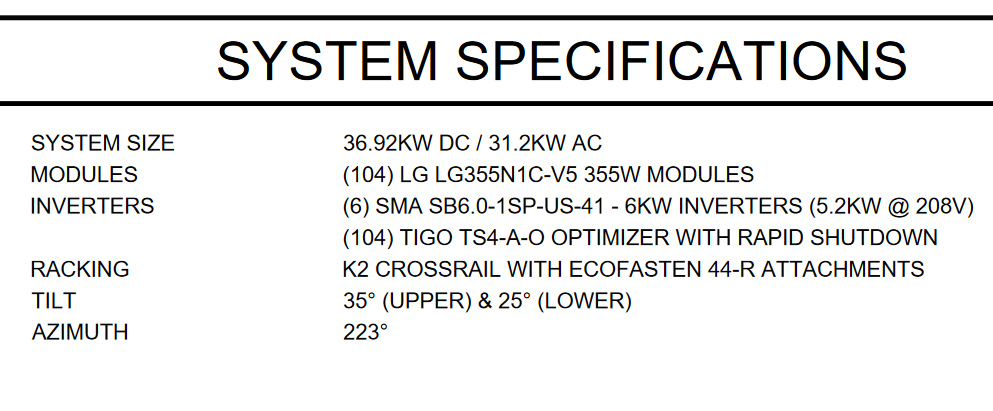 SYSTEM SPECIFICATIONS
SYSTEM SIZE 36.92KW DC / 31.2KW AC
MODULES (104) LG LG355N1C-V5 355W MODULES
INVERTERS (6) SMA SB6.0-1SP-US-41 - 6KW INVERTERS (5.2KW @ 208V)
(104) TIGO TS4-A-O OPTIMIZER WITH RAPID SHUTDOWN
RACKING K2 CROSSRAIL WITH ECOFASTEN 44-R ATTACHMENTS
TILT 35° (UPPER) & 25° (LOWER)
AZIMUTH 223°